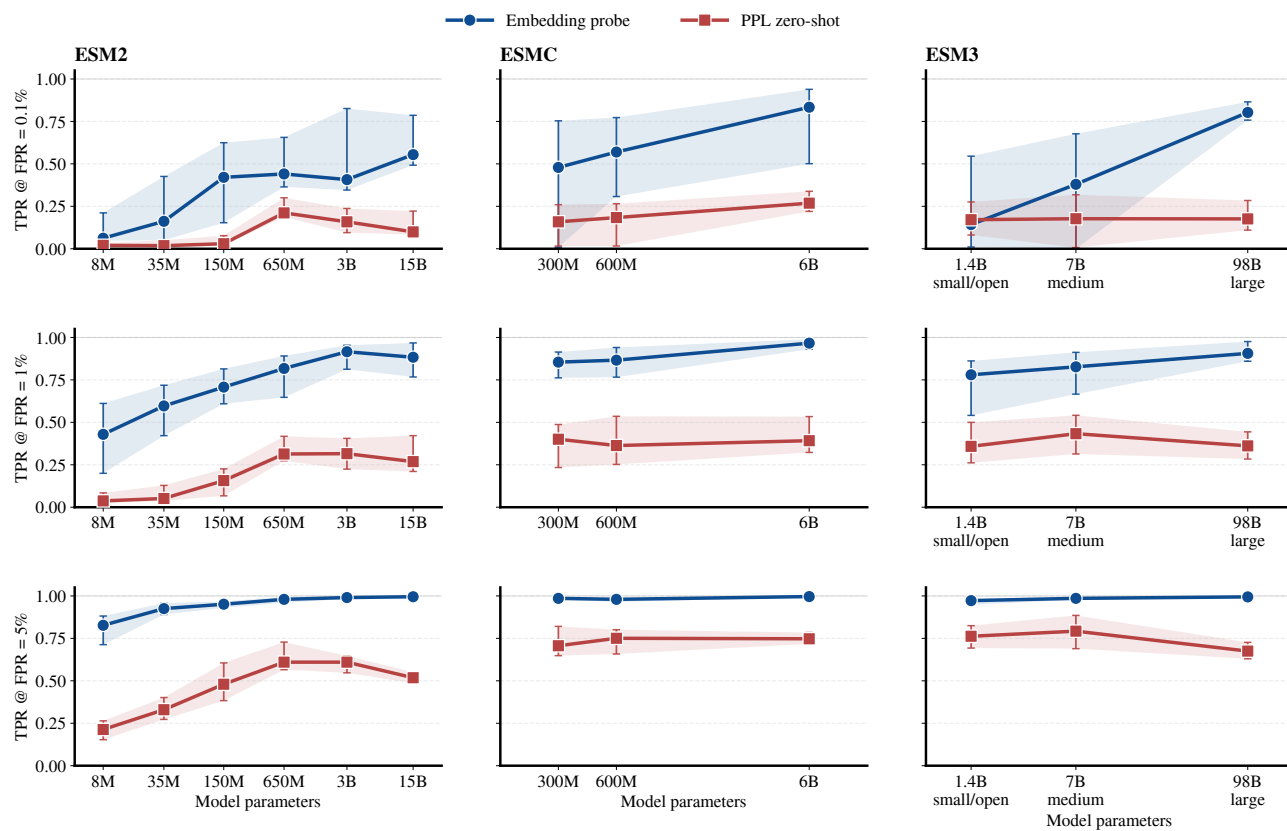 Embedding probe PPL zero-shot
ESM2 ESMC ESM3
TPR @ FPR = 0.1%
1.00
0.75
0.50
0.25
0.00
8M 35M 150M 650M 3B 15B
300M 600M 6B
1.4B 7B 98B
small/open medium large
TPR @ FPR = 1%
1.00
0.75
0.50
0.25
0.00
8M 35M 150M 650M 3B 15B
300M 600M 6B
1.4B 7B 98B
small/open medium large
TPR @ FPR = 5%
1.00
0.75
0.50
0.25
0.00
8M 35M 150M 650M 3B 15B
Model parameters
300M 600M 6B
Model parameters
1.4B 7B 98B
small/open medium large
Model parameters